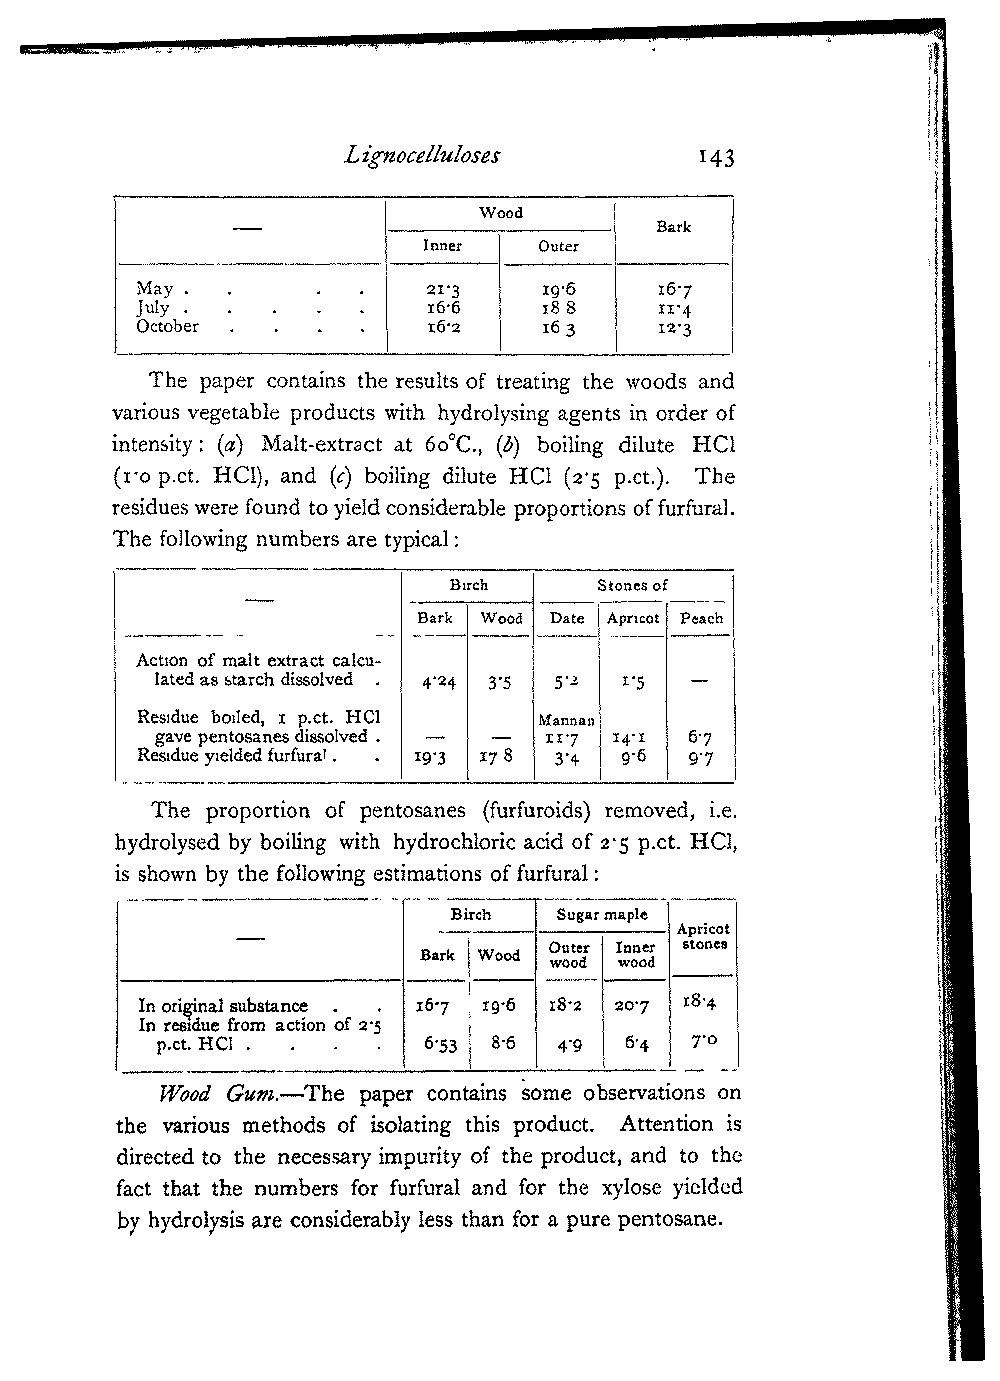 Lignocelluloses 143
— Wood Bark
Inner Outer
May . . . . 21·3 19·6 16·7
July . . . . . 16·6 18 8 11·4
October . . . . 16·2 16 3 12·3
The paper contains the results of treating the woods and
various vegetable products with hydrolysing agents in order of
intensity: (a) Malt-extract at 60°C., (b) boiling dilute HCl
(1·0 p.ct. HCl), and (c) boiling dilute HCl (2·5 p.ct.). The
residues were found to yield considerable proportions of furfural.
The following numbers are typical:
— Birch Stones of
Bark Wood Date Apricot Peach
Action of malt extract calcu-
lated as starch dissolved . 4·24 3·5 5·2 1·5 —
Residue boiled, 1 p.ct. HCl Mannan
gave pentosanes dissolved . — — 11·7 14·1 6·7
Residue yielded furfural . . 19·3 17 8 3·4 9·6 9·7
The proportion of pentosanes (furfuroids) removed, i.e.
hydrolysed by boiling with hydrochloric acid of 2·5 p.ct. HCl,
is shown by the following estimations of furfural:
— Birch Sugar maple Apricot stones
Bark Wood Outer wood Inner wood
In original substance . . 16·7 19·6 18·2 20·7 18·4
In residue from action of 2·5
p.ct. HCl . . . . 6·53 8·6 4·9 6·4 7·0
Wood Gum.—The paper contains some observations on
the various methods of isolating this product. Attention is
directed to the necessary impurity of the product, and to the
fact that the numbers for furfural and for the xylose yielded
by hydrolysis are considerably less than for a pure pentosane.